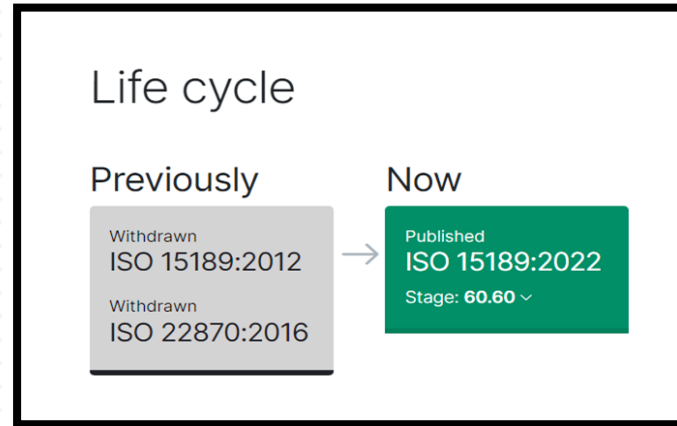 Life cycle
Previously
Withdrawn
ISO 15189:2012
Withdrawn
ISO 22870:2016
Now
Published
ISO 15189:2022
Stage: 60.60